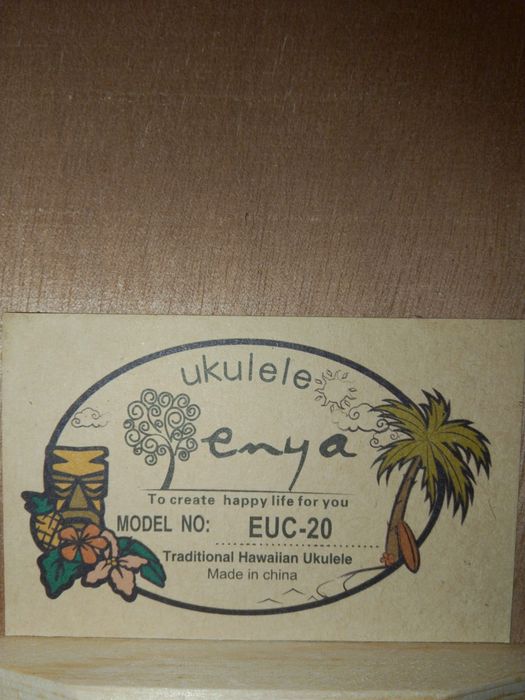 ukulele
enya
To create happy life for you
MODEL NO: EUC-20
Traditional Hawaiian Ukulele
Made in china